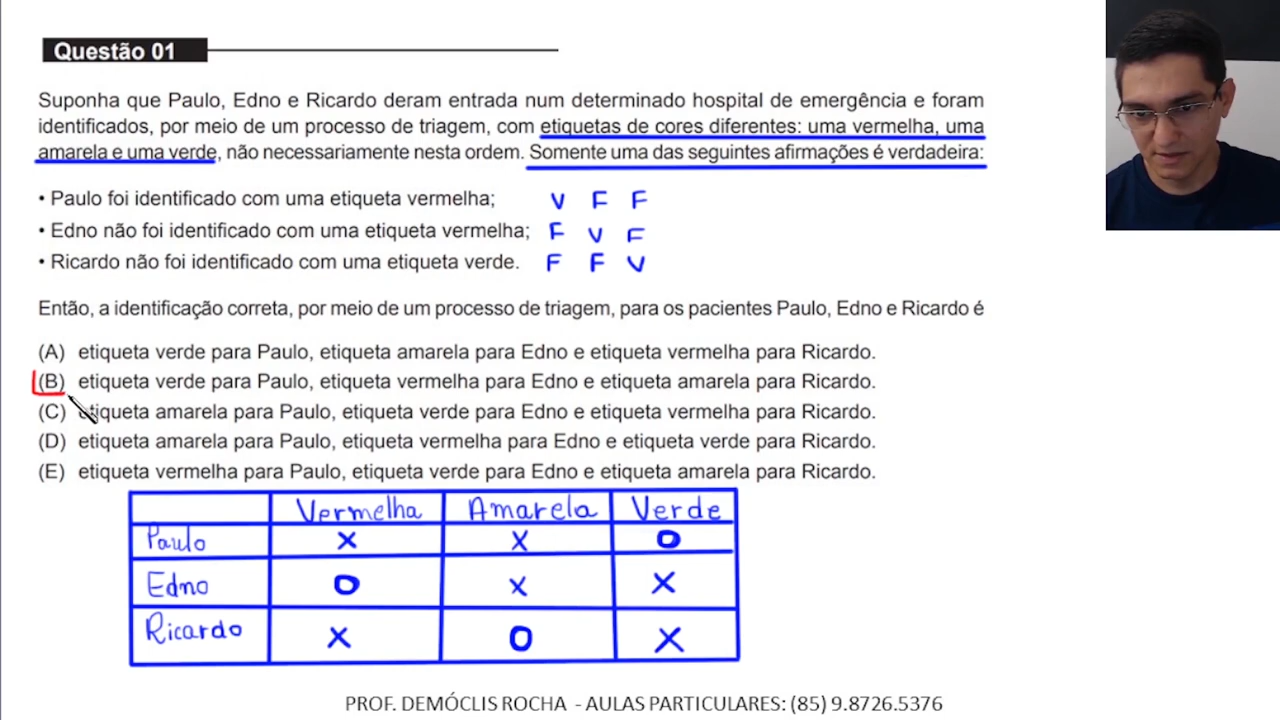 Questão 01
Suponha que Paulo, Edno e Ricardo deram entrada num determinado hospital de emergência e foram
identificados, por meio de um processo de triagem, com etiquetas de cores diferentes: uma vermelha, uma
amarela e uma verde, não necessariamente nesta ordem. Somente uma das seguintes afirmações é verdadeira:
• Paulo foi identificado com uma etiqueta vermelha; V F F
• Edno não foi identificado com uma etiqueta vermelha; F V F
• Ricardo não foi identificado com uma etiqueta verde. F F V
Então, a identificação correta, por meio de um processo de triagem, para os pacientes Paulo, Edno e Ricardo é
(A) etiqueta verde para Paulo, etiqueta amarela para Edno e etiqueta vermelha para Ricardo.
(B) etiqueta verde para Paulo, etiqueta vermelha para Edno e etiqueta amarela para Ricardo.
(C) etiqueta amarela para Paulo, etiqueta verde para Edno e etiqueta vermelha para Ricardo.
(D) etiqueta amarela para Paulo, etiqueta vermelha para Edno e etiqueta verde para Ricardo.
(E) etiqueta vermelha para Paulo, etiqueta verde para Edno e etiqueta amarela para Ricardo.
Vermelha Amarela Verde
Paulo X X O
Edno O X X
Ricardo X O X
PROF. DEMÓCLIS ROCHA - AULAS PARTICULARES: (85) 9.8726.5376